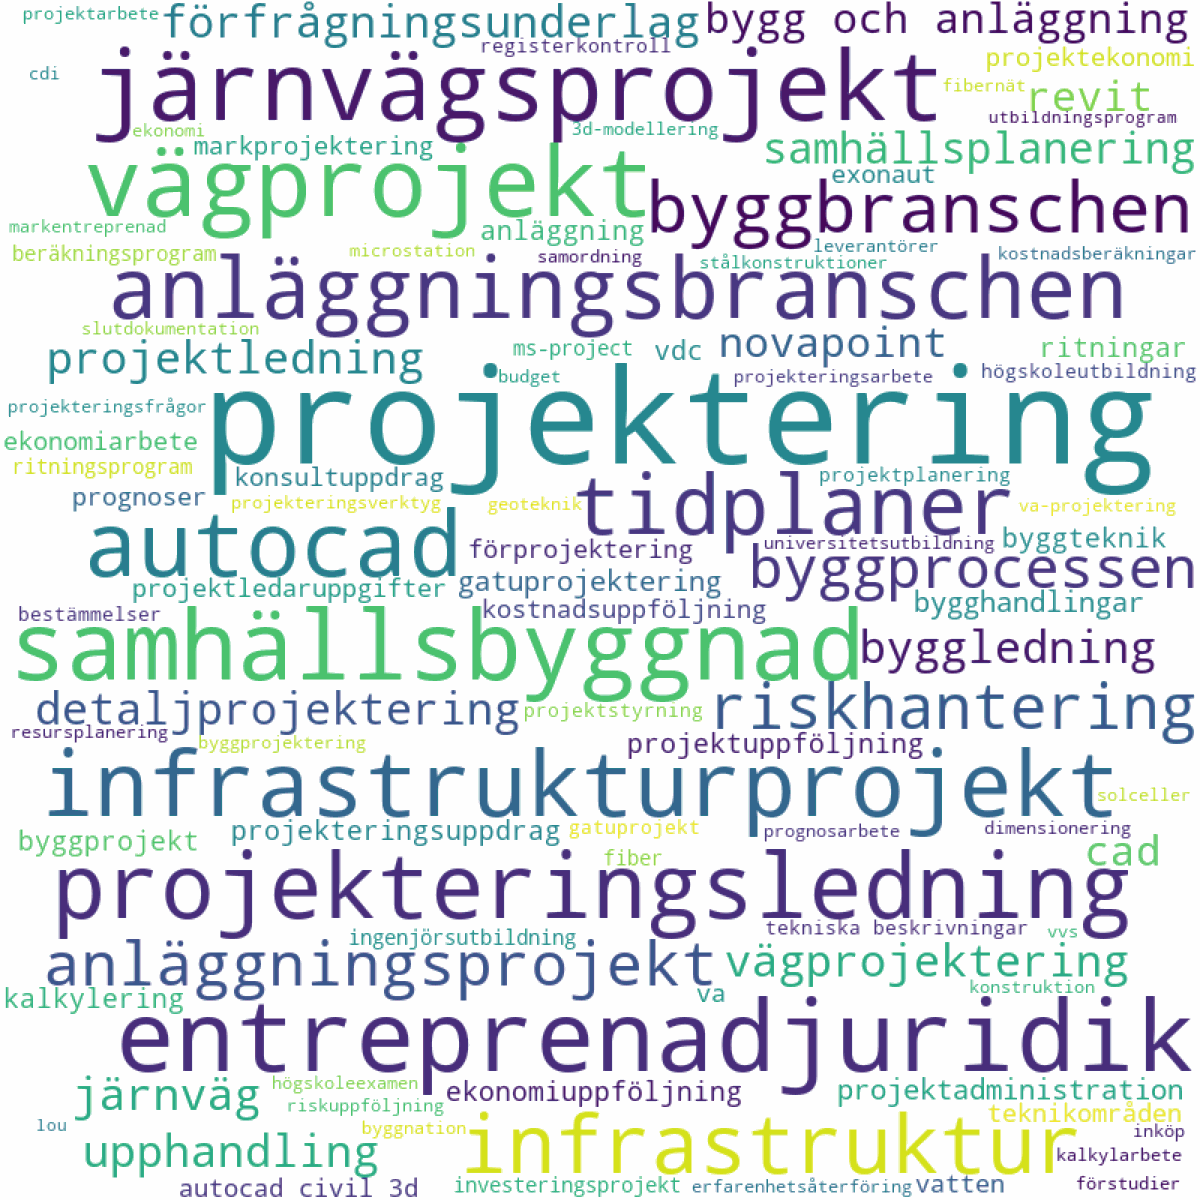 projektarbete
förfrågningsunderlag
bygg och anläggning
registerkontroll
järnvägsprojekt
projektekonomi
cdi
fibernät
revit
utbildningsprogram
ekonomi
3d-modellering
markprojektering
samhällsplanering
vägprojekt
exonaut
byggbranschen
markentreprenad
anläggning
beräkningsprogram
microstation
samordning
leverantörer
stålkonstruktioner
kostnadsberäkningar
anläggningsbranschen
slutdokumentation
projektledning
ms-project
vdc
novapoint
ritningar
budget
projekteringsarbete
högskoleutbildning
projektering
projekteringsfrågor
ekonomiarbete
ritningsprogram
konsultuppdrag
projektplanering
prognoser
projekteringsverktyg
geoteknik
tidplaner
va-projektering
autocad
förprojektering
universitetsutbildning
byggteknik
projektledaruppgifter
gatuprojektering
byggprocessen
bestämmelser
kostnadsuppföljning
bygghandlingar
samhällsbyggnad
byggledning
detaljprojektering
projektstyrning
riskhantering
resursplanering
byggprojektering
projektuppföljning
infrastrukturprojekt
solceller
byggprojekt
projekteringsuppdrag
gatuprojekt
prognosarbete
dimensionering
fiber
cad
projekteringsledning
ingenjörsutbildning
tekniska beskrivningar
vvs
anläggningsprojekt
vägprojektering
kalkylering
va
konstruktion
entreprenadjuridik
järnväg
högskoleexamen
ekonomiuppföljning
projektadministration
riskuppföljning
teknikområden
lou
byggnation
infrastruktur
inköp
upphandling
kalkylarbete
autocad civil 3d
investeringsprojekt
erfarenhetsåterföring
vatten
förstudier